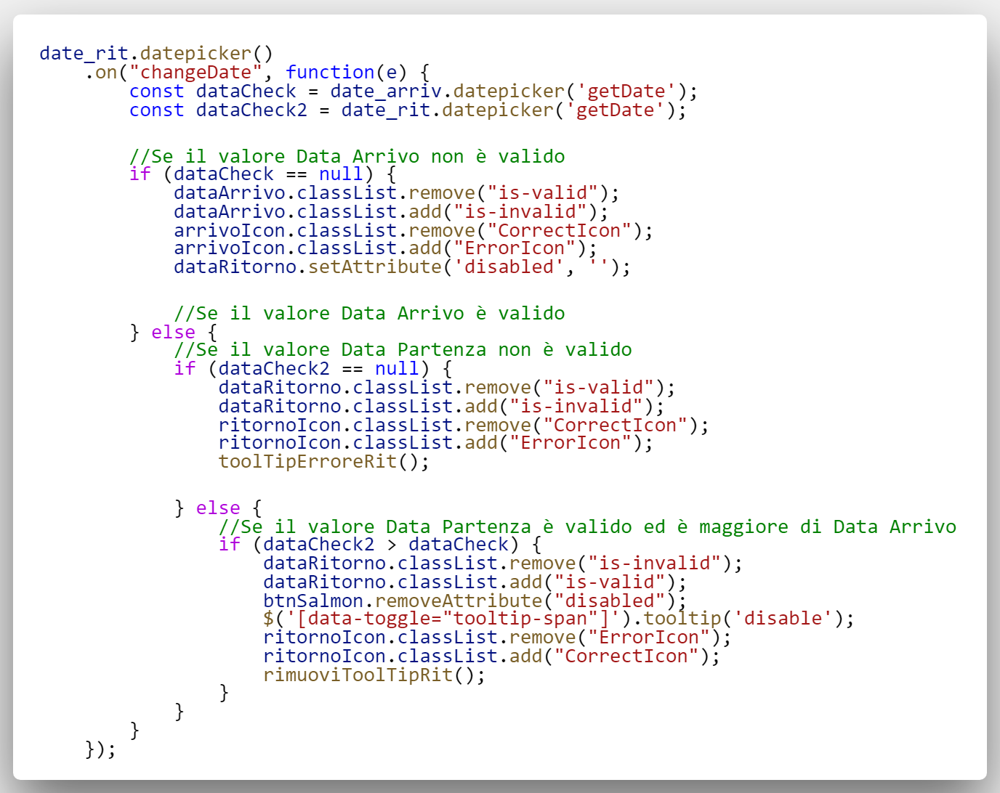 date_rit.datepicker()
    .on("changeDate", function(e) {
        const dataCheck = date_arriv.datepicker('getDate');
        const dataCheck2 = date_rit.datepicker('getDate');

        //Se il valore Data Arrivo non è valido
        if (dataCheck == null) {
            dataArrivo.classList.remove("is-valid");
            dataArrivo.classList.add("is-invalid");
            arrivoIcon.classList.remove("CorrectIcon");
            arrivoIcon.classList.add("ErrorIcon");
            dataRitorno.setAttribute('disabled', '');

            //Se il valore Data Arrivo è valido
        } else {
            //Se il valore Data Partenza non è valido
            if (dataCheck2 == null) {
                dataRitorno.classList.remove("is-valid");
                dataRitorno.classList.add("is-invalid");
                ritornoIcon.classList.remove("CorrectIcon");
                ritornoIcon.classList.add("ErrorIcon");
                toolTipErroreRit();

            } else {
                //Se il valore Data Partenza è valido ed è maggiore di Data Arrivo
                if (dataCheck2 > dataCheck) {
                    dataRitorno.classList.remove("is-invalid");
                    dataRitorno.classList.add("is-valid");
                    btnSalmon.removeAttribute("disabled");
                    $('[data-toggle="tooltip-span"]').tooltip('disable');
                    ritornoIcon.classList.remove("ErrorIcon");
                    ritornoIcon.classList.add("CorrectIcon");
                    rimuoviToolTipRit();
                }
            }
        }
    });